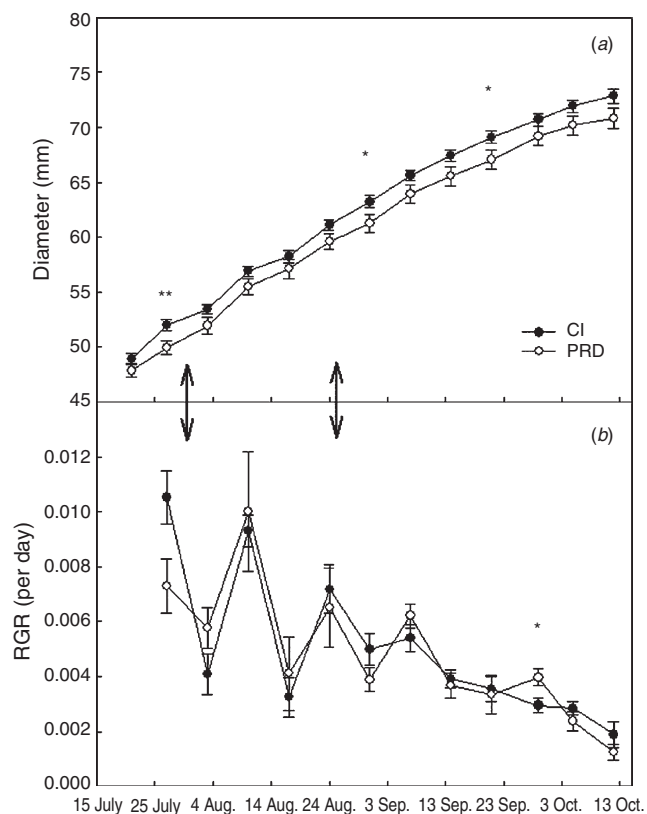 80
(a)
75
*
70
*
65
Diameter (mm)
60
**
55
CI
50
PRD
45
(b)
0.012
0.010
0.008
RGR (per day)
0.006
*
0.004
0.002
0.000
15 July 25 July 4 Aug. 14 Aug. 24 Aug. 3 Sep. 13 Sep. 23 Sep. 3 Oct. 13 Oct.